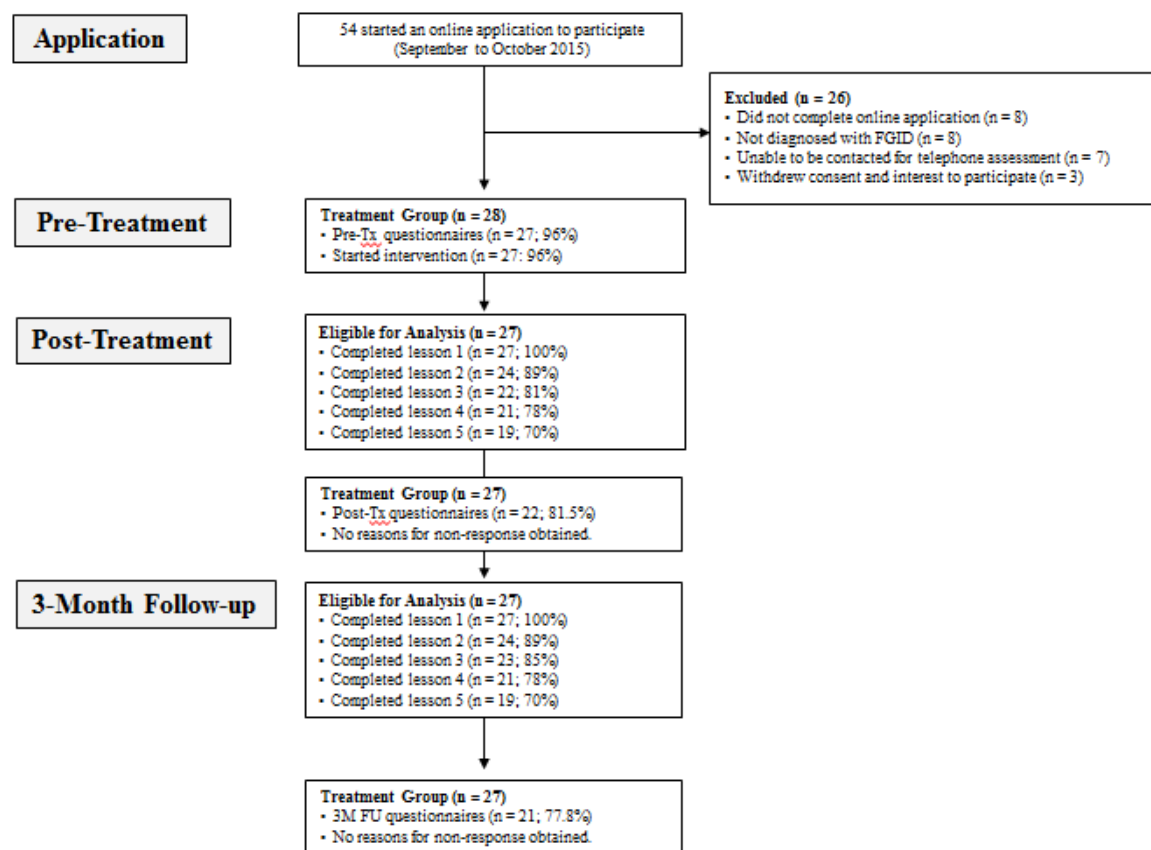 Application
54 started an online application to participate
(September to October 2015)
Excluded (n = 26)
• Did not complete online application (n = 8)
• Not diagnosed with FGID (n = 8)
• Unable to be contacted for telephone assessment (n = 7)
• Withdrew consent and interest to participate (n = 3)
Pre-Treatment
Treatment Group (n = 28)
• Pre-Tx questionnaires (n = 27; 96%)
• Started intervention (n = 27: 96%)
Post-Treatment
Eligible for Analysis (n = 27)
• Completed lesson 1 (n = 27; 100%)
• Completed lesson 2 (n = 24; 89%)
• Completed lesson 3 (n = 22; 81%)
• Completed lesson 4 (n = 21; 78%)
• Completed lesson 5 (n = 19; 70%)
Treatment Group (n = 27)
• Post-Tx questionnaires (n = 22; 81.5%)
• No reasons for non-response obtained.
3-Month Follow-up
Eligible for Analysis (n = 27)
• Completed lesson 1 (n = 27; 100%)
• Completed lesson 2 (n = 24; 89%)
• Completed lesson 3 (n = 23; 85%)
• Completed lesson 4 (n = 21; 78%)
• Completed lesson 5 (n = 19; 70%)
Treatment Group (n = 27)
• 3M FU questionnaires (n = 21; 77.8%)
• No reasons for non-response obtained.